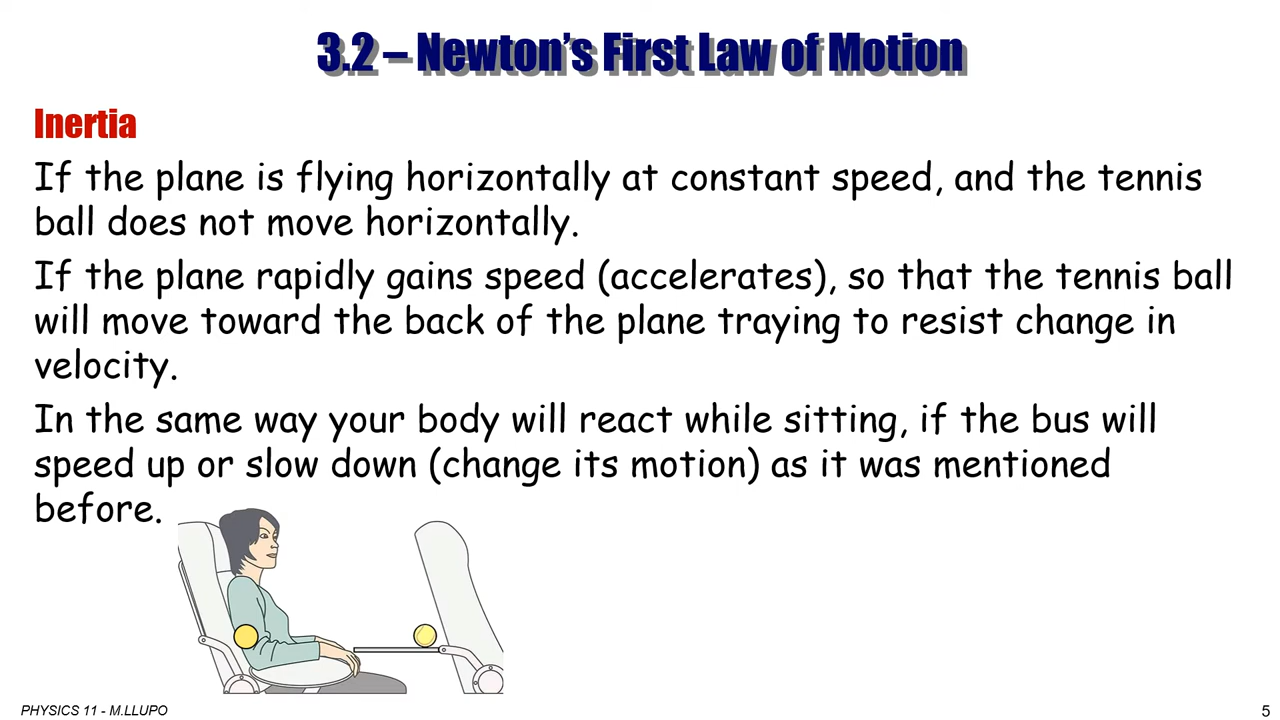 3.2 – Newton's First Law of Motion
Inertia
If the plane is flying horizontally at constant speed, and the tennis
ball does not move horizontally.
If the plane rapidly gains speed (accelerates), so that the tennis ball
will move toward the back of the plane traying to resist change in
velocity.
In the same way your body will react while sitting, if the bus will
speed up or slow down (change its motion) as it was mentioned
before.
PHYSICS 11 - M.LLUPO
5